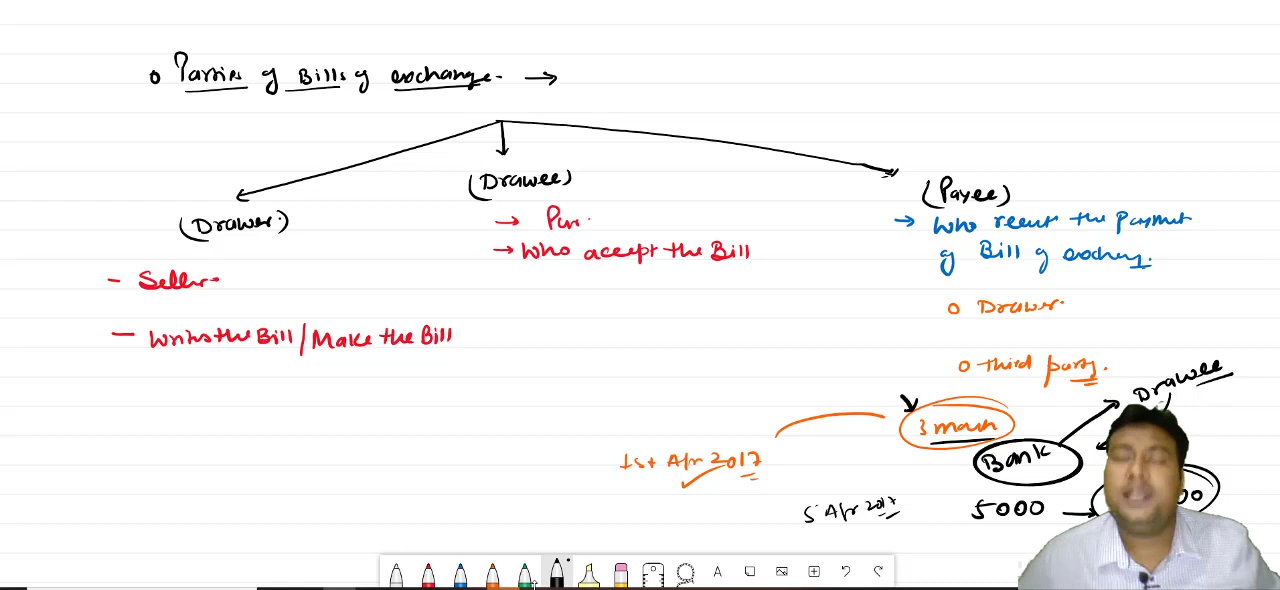 Parties of Bills of exchange. →
(Drawer)
- Seller
- Writes the Bill / Make the Bill
(Drawee)
→ Pur.
→ Who accept the Bill
(Payee)
→ Who the Payment
of Bill of exchang.
o Drawer.
o third party.
Drawee
3 month
Bank
1st Apr 2017
5 Apr 2017
5000 →
A